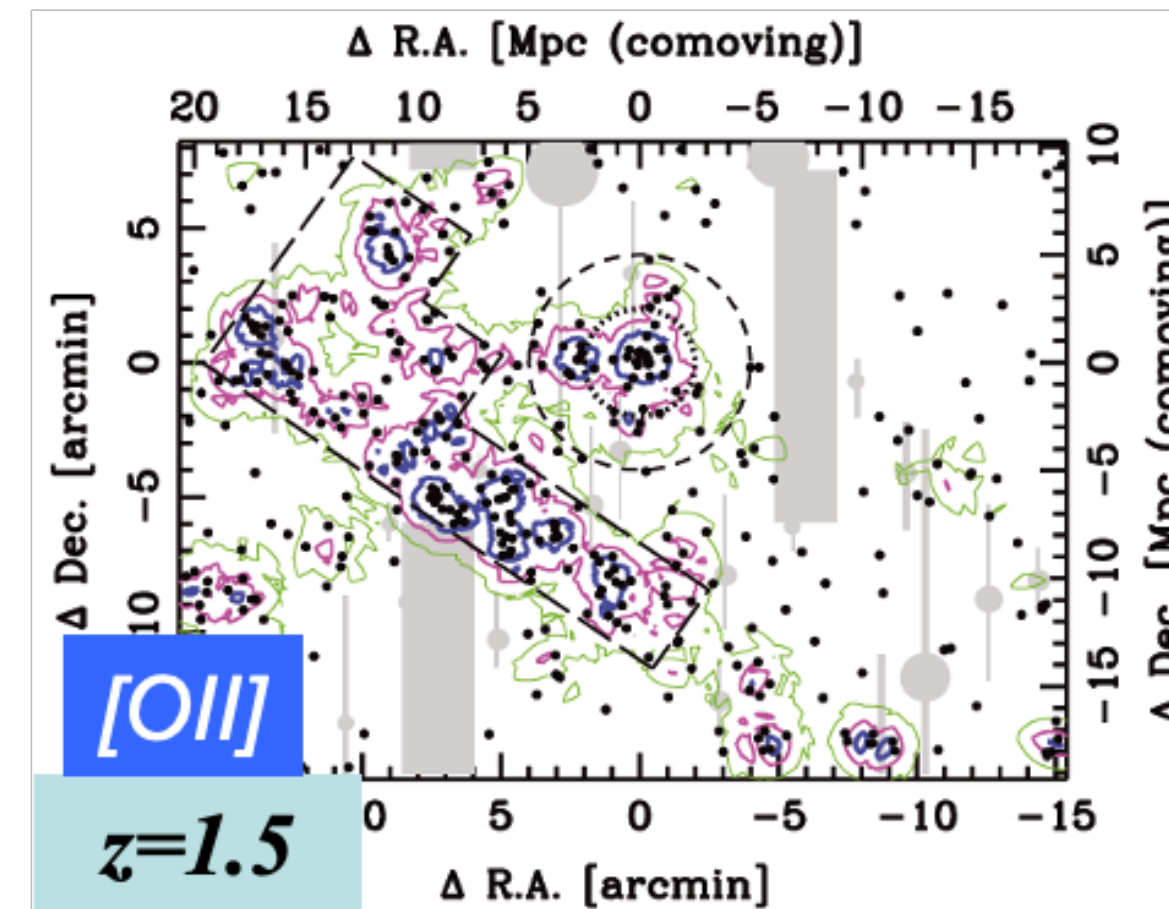 Δ R.A. [Mpc (comoving)]
20 15 10 5 0 −5 −10 −15
Δ Dec. [arcmin]
5
0
−5
10
10
5
0
−5
−10
−15
Δ Dec. [Mpc (comoving)]
[OII]
z=1.5
0 5 0 −5 −10 −15
Δ R.A. [arcmin]